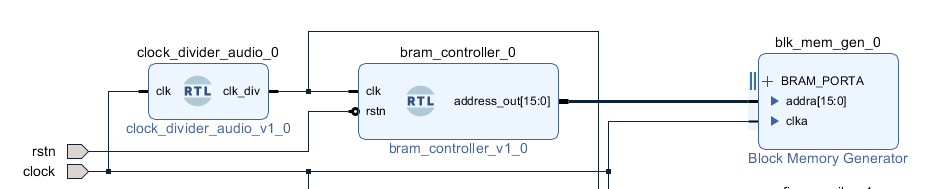 clock_divider_audio_0
clk
RTL
clk_div
clock_divider_audio_v1_0
bram_controller_0
clk
rstn
RTL
address_out[15:0]
bram_controller_v1_0
blk_mem_gen_0
BRAM_PORTA
addra[15:0]
clka
Block Memory Generator
rstn
clock